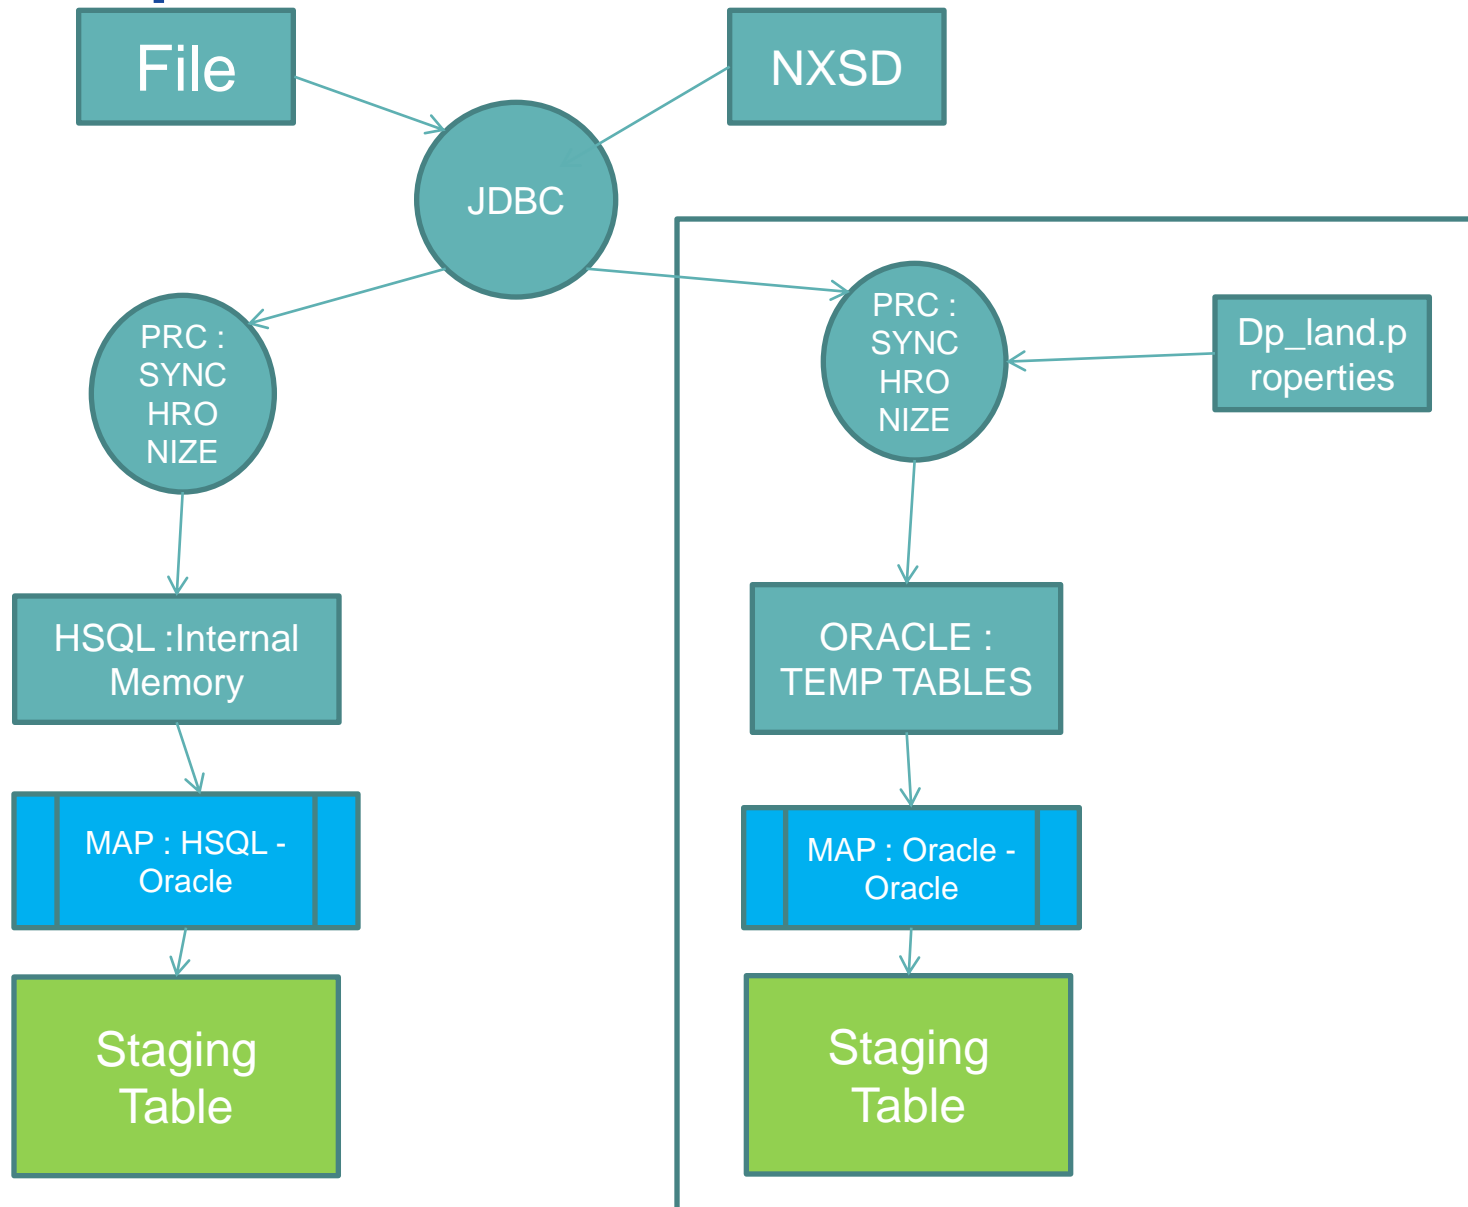 File
NXSD
JDBC
PRC :
SYNC
HRO
NIZE
PRC :
SYNC
HRO
NIZE
Dp_land.p
roperties
HSQL :Internal
Memory
ORACLE :
TEMP TABLES
MAP : HSQL -
Oracle
MAP : Oracle -
Oracle
Staging
Table
Staging
Table